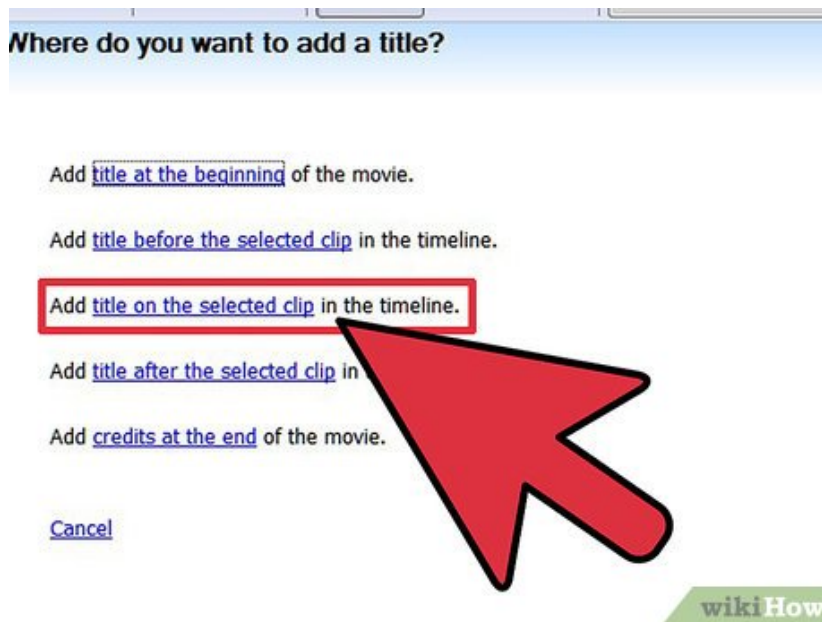 Where do you want to add a title?
Add title at the beginning of the movie.
Add title before the selected clip in the timeline.
Add title on the selected clip in the timeline.
Add title after the selected clip in
Add credits at the end of the movie.
Cancel
wikiHow